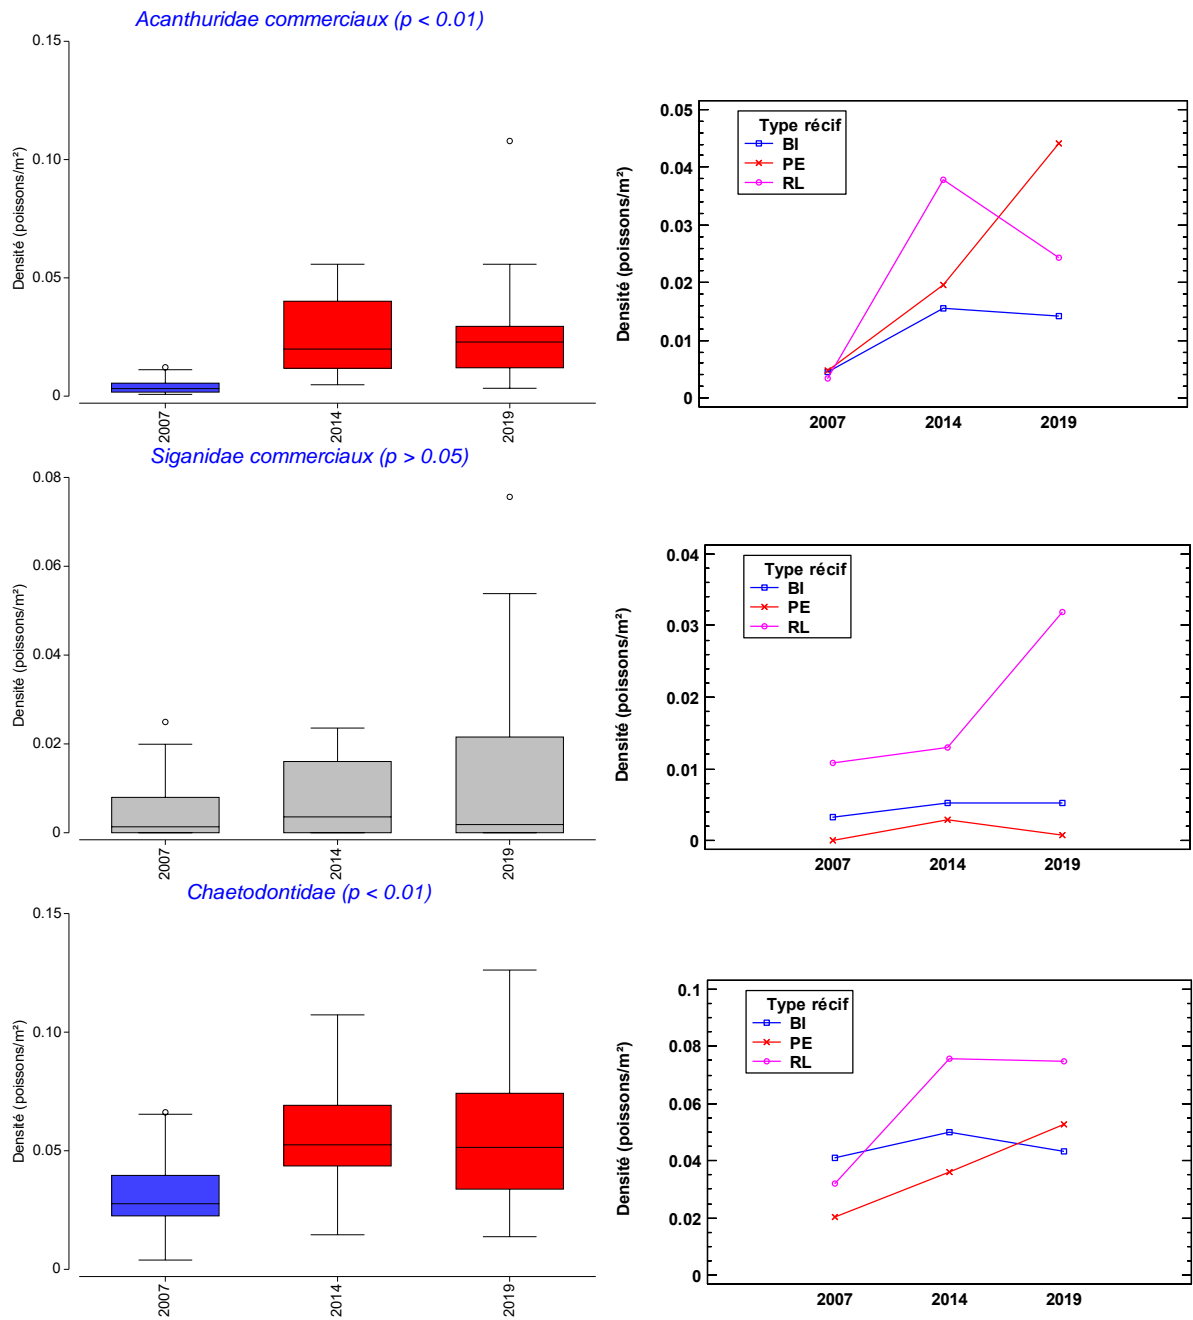 Acanthuridae commerciaux (p < 0.01)
Densité (poissons/m²)
0.15
0.10
0.05
0
2007
2014
2019
Densité (poissons/m²)
0.05
0.04
0.03
0.02
0.01
0
Type récif
BI
PE
RL
2007
2014
2019
Siganidae commerciaux (p > 0.05)
Densité (poissons/m²)
0.08
0.06
0.04
0.02
0
2007
2014
2019
Densité (poissons/m²)
0.04
0.03
0.02
0.01
0
Type récif
BI
PE
RL
2007
2014
2019
Chaetodontidae (p < 0.01)
Densité (poissons/m²)
0.15
0.10
0.05
0
2007
2014
2019
Densité (poissons/m²)
0.1
0.08
0.06
0.04
0.02
0
Type récif
BI
PE
RL
2007
2014
2019